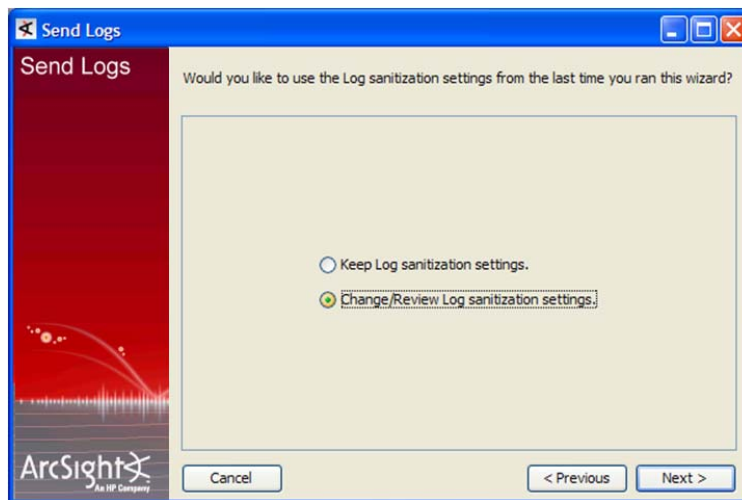 Send Logs
Send Logs
Would you like to use the Log sanitization settings from the last time you ran this wizard?
Keep Log sanitization settings.
Change/Review Log sanitization settings.
ArcSight
An HP Company
Cancel
< Previous
Next >